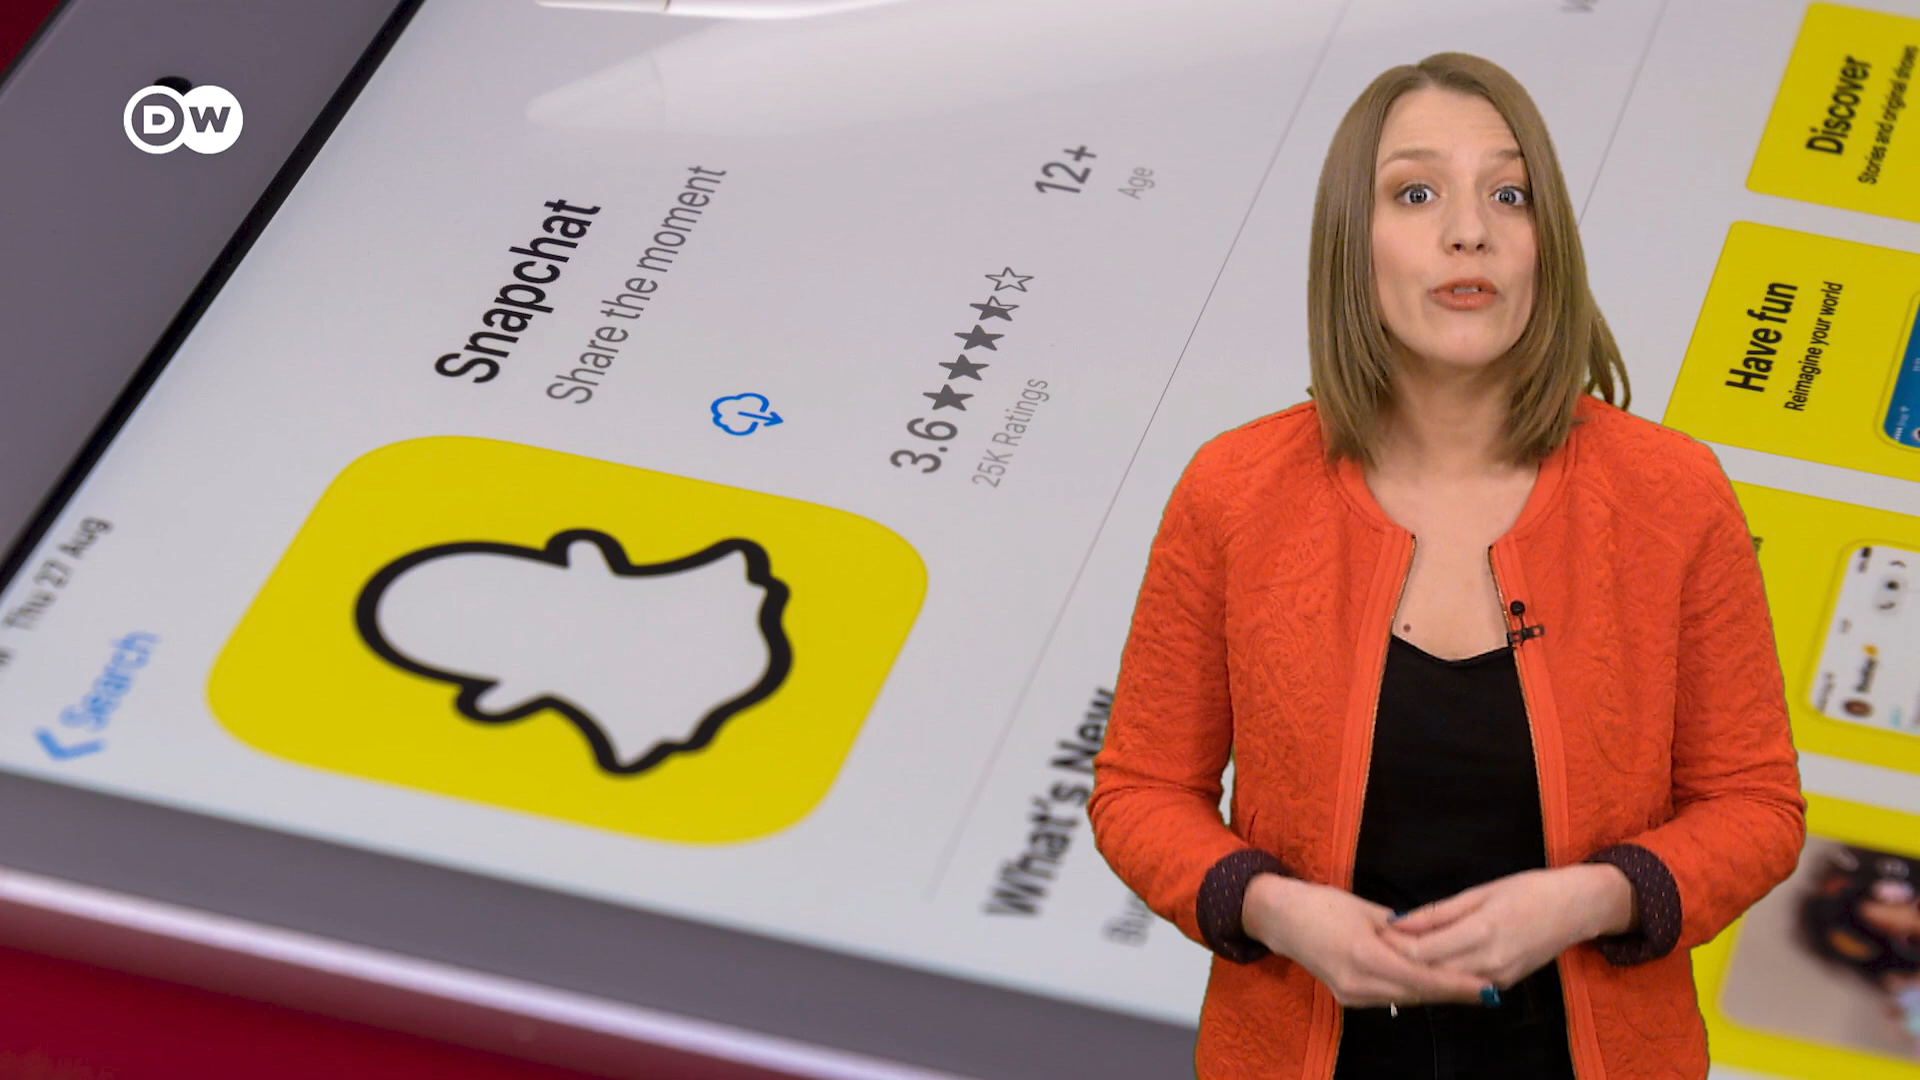 DW
Thu 27 Aug
Search
Snapchat
Share the moment
3.6
25K Ratings
12+
Age
What's New
Discover
Stories and original shows
Have fun
Reimagine your world